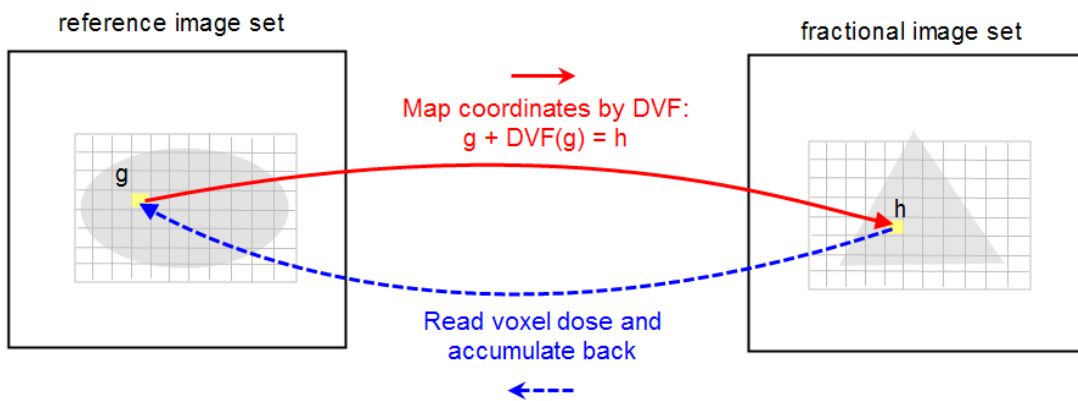 reference image set
fractional image set
Map coordinates by DVF:
g + DVF(g) = h
g
h
Read voxel dose and
accumulate back